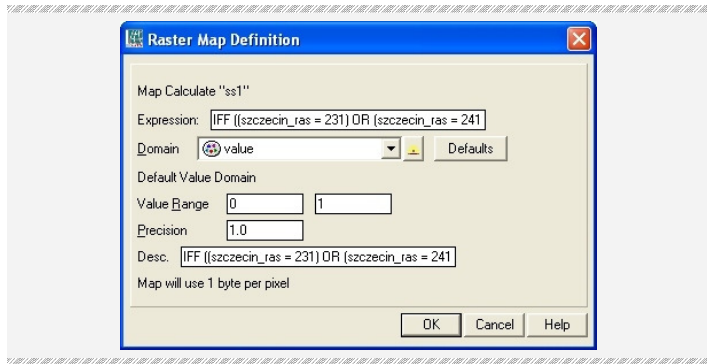 Raster Map Definition
Map Calculate "ss1"
Expression: IFF ((szczecin_ras = 231) OR (szczecin_ras = 241
Domain value Defaults
Default Value Domain
Value Range 0 1
Precision 1.0
Desc. IFF ((szczecin_ras = 231) OR (szczecin_ras = 241
Map will use 1 byte per pixel
OK Cancel Help